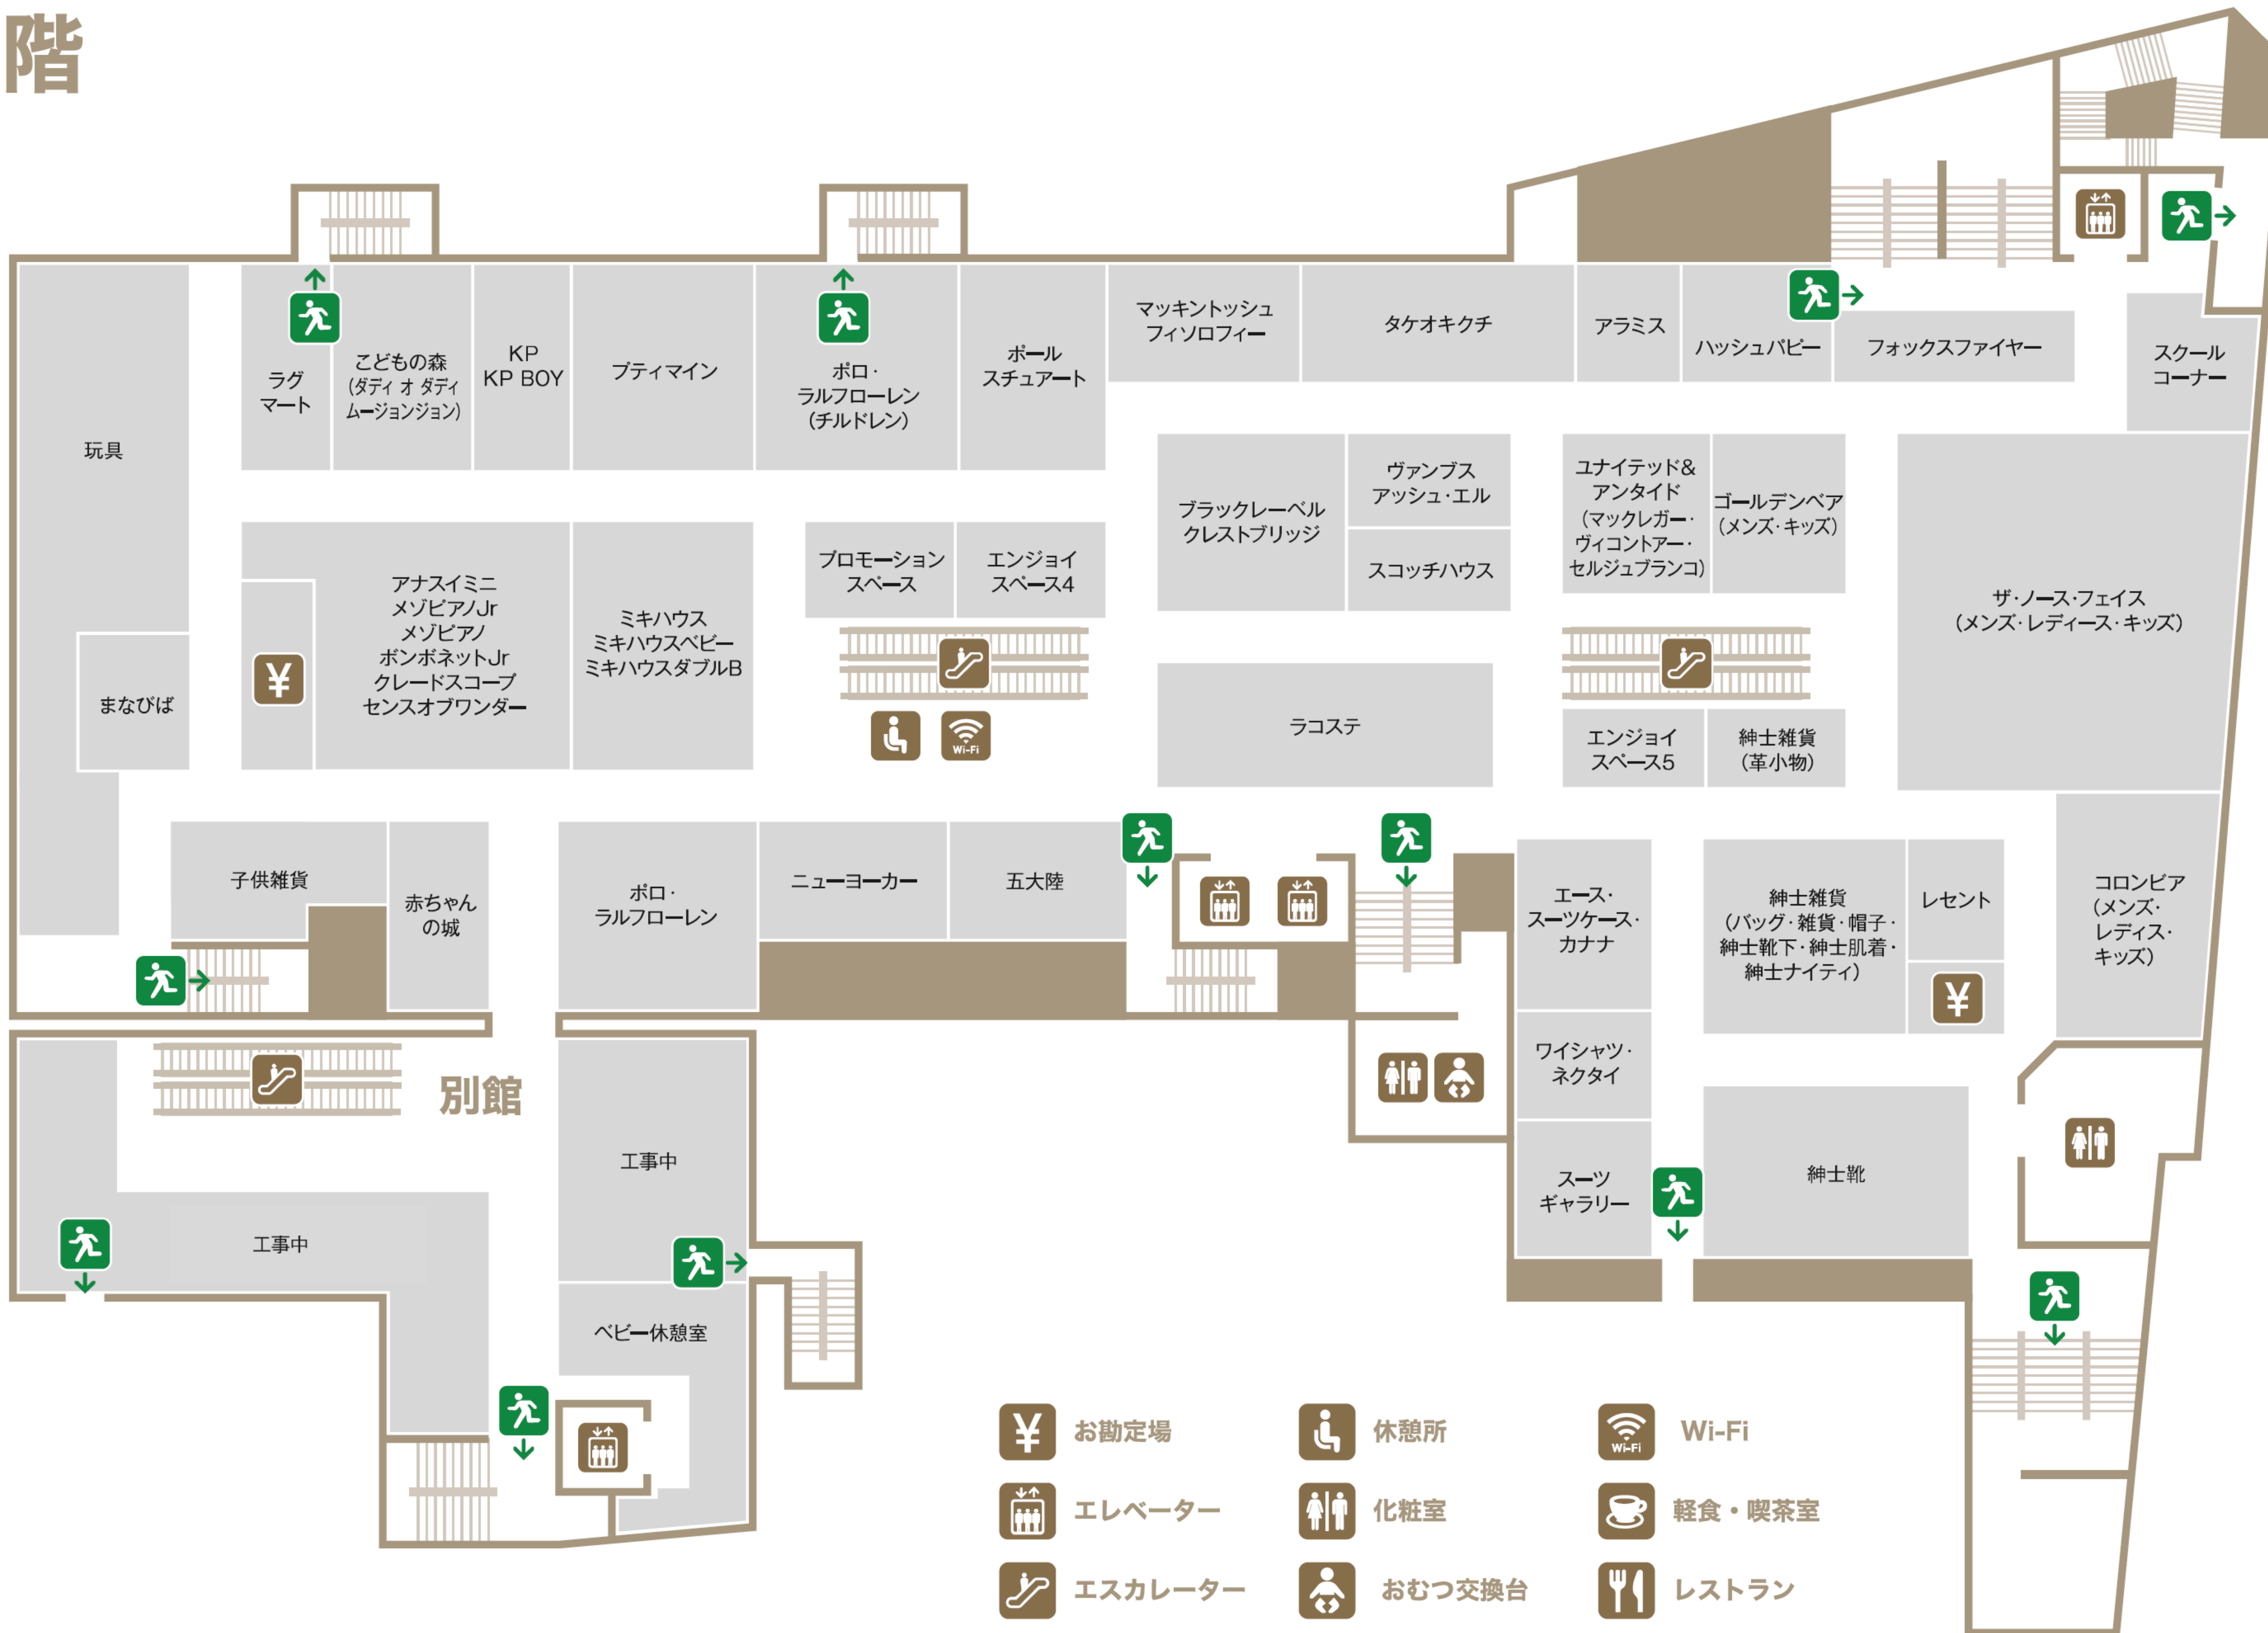 階
マッキントッシュ
フィソロフィー
タケオキクチ
アラミス
ハッシュパピー
フォックスファイヤー
スクール
コーナー
ラグ
マート
こどもの森
(ダディ オ ダディ
ムージョンジョン)
KP
KP BOY
プティマイン
ポロ・
ラルフローレン
(チルドレン)
ポール
スチュアート
玩具
ブラックレーベル
クレストブリッジ
ヴァンプス
アッシュ・エル
スコッチハウス
ユナイテッド&
アンタイド
(マックレガー・
ヴィコントアー・
セルジュブランコ)
ゴールデンベア
(メンズ・キッズ)
ザ・ノース・フェイス
(メンズ・レディース・キッズ)
アナスイミニ
メゾピアノJr
メゾピアノ
ポンポネットJr
クレードスコープ
センスオブワンダー
ミキハウス
ミキハウスベビー
ミキハウスダブルB
プロモーション
スペース
エンジョイ
スペース4
¥
まなびば
Wi-Fi
ラコステ
エンジョイ
スペース5
紳士雑貨
(革小物)
子供雑貨
赤ちゃん
の城
ポロ・
ラルフローレン
ニューヨーカー
五大陸
エース・
スーツケース・
カナナ
紳士雑貨
(バッグ・雑貨・帽子・
紳士靴下・紳士肌着・
紳士ナイティ)
レセント
¥
コロンビア
(メンズ・
レディス・
キッズ)
ワイシャツ・
ネクタイ
スーツ
ギャラリー
紳士靴
別館
工事中
工事中
ベビー休憩室
¥ お勘定場
休憩所
Wi-Fi Wi-Fi
エレベーター
化粧室
軽食・喫茶室
エスカレーター
おむつ交換台
レストラン